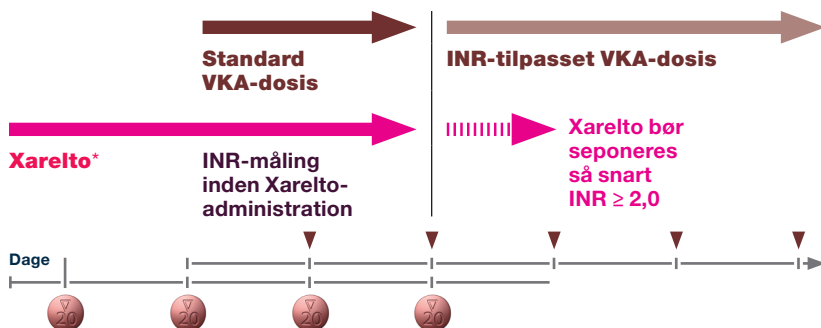 Standard
VKA-dosis
INR-tilpasset VKA-dosis
Xarelto*
INR-måling
inden Xarelto-
administration
Xarelto bør
seponeres
så snart
INR ≥ 2,0
Dage
20
20
20
20